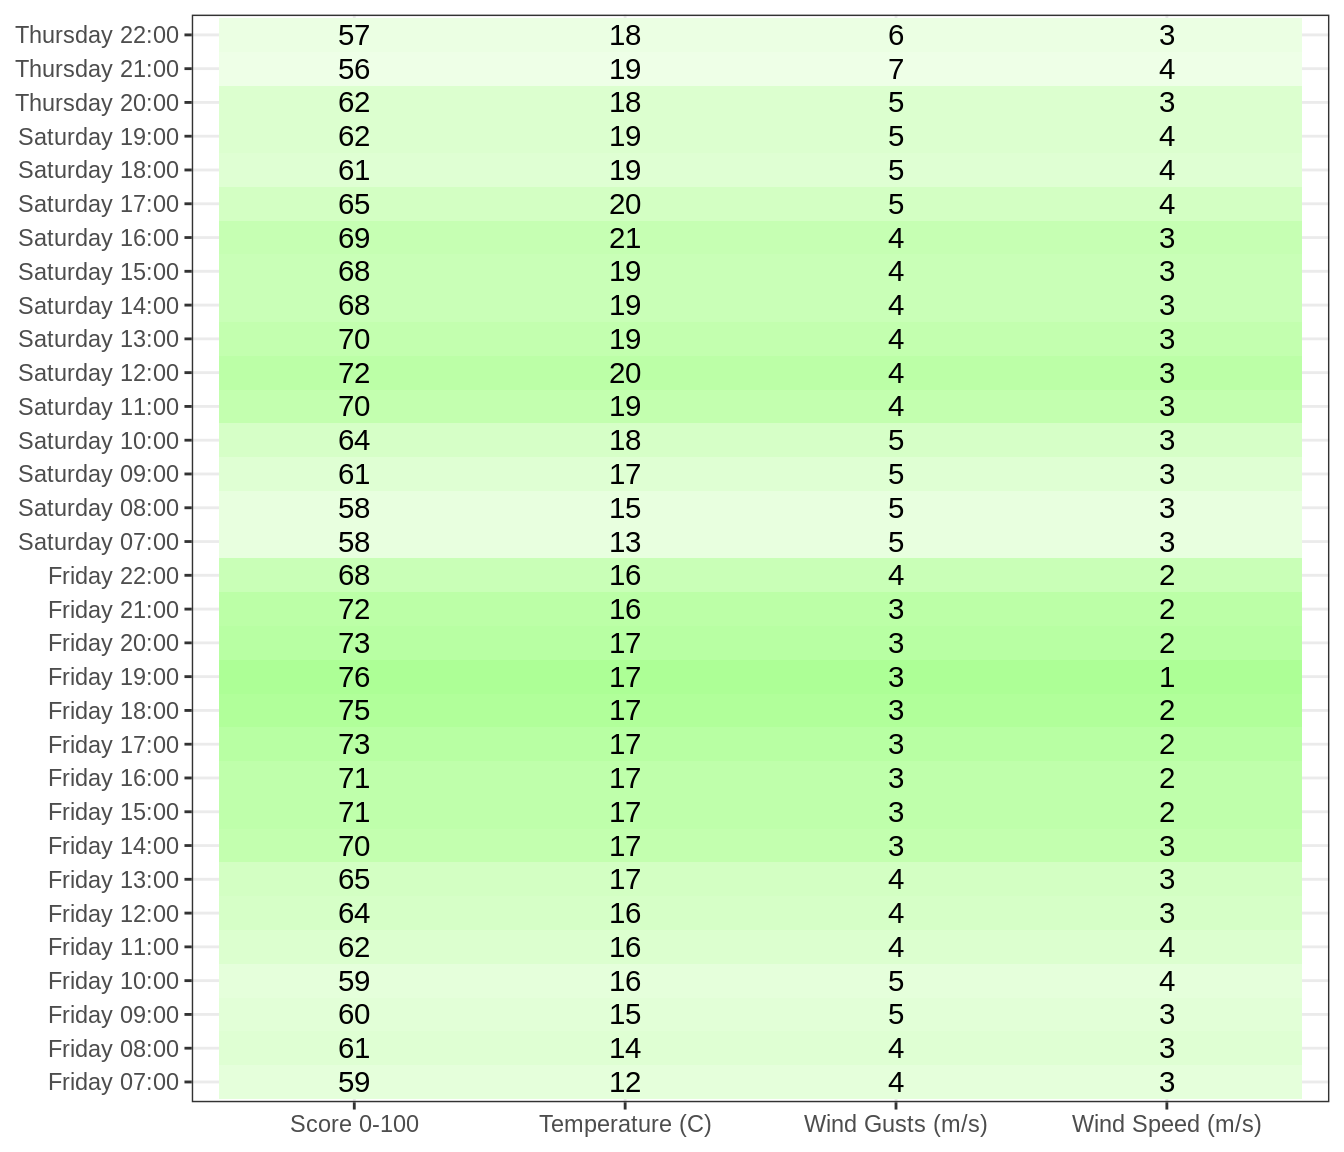 Thursday 22:00 57 18 6 3
Thursday 21:00 56 19 7 4
Thursday 20:00 62 18 5 3
Saturday 19:00 62 19 5 4
Saturday 18:00 61 19 5 4
Saturday 17:00 65 20 5 4
Saturday 16:00 69 21 4 3
Saturday 15:00 68 19 4 3
Saturday 14:00 68 19 4 3
Saturday 13:00 70 19 4 3
Saturday 12:00 72 20 4 3
Saturday 11:00 70 19 4 3
Saturday 10:00 64 18 5 3
Saturday 09:00 61 17 5 3
Saturday 08:00 58 15 5 3
Saturday 07:00 58 13 5 3
Friday 22:00 68 16 4 2
Friday 21:00 72 16 3 2
Friday 20:00 73 17 3 2
Friday 19:00 76 17 3 1
Friday 18:00 75 17 3 2
Friday 17:00 73 17 3 2
Friday 16:00 71 17 3 2
Friday 15:00 71 17 3 2
Friday 14:00 70 17 3 3
Friday 13:00 65 17 4 3
Friday 12:00 64 16 4 3
Friday 11:00 62 16 4 4
Friday 10:00 59 16 5 4
Friday 09:00 60 15 5 3
Friday 08:00 61 14 4 3
Friday 07:00 59 12 4 3
Score 0-100 Temperature (C) Wind Gusts (m/s) Wind Speed (m/s)